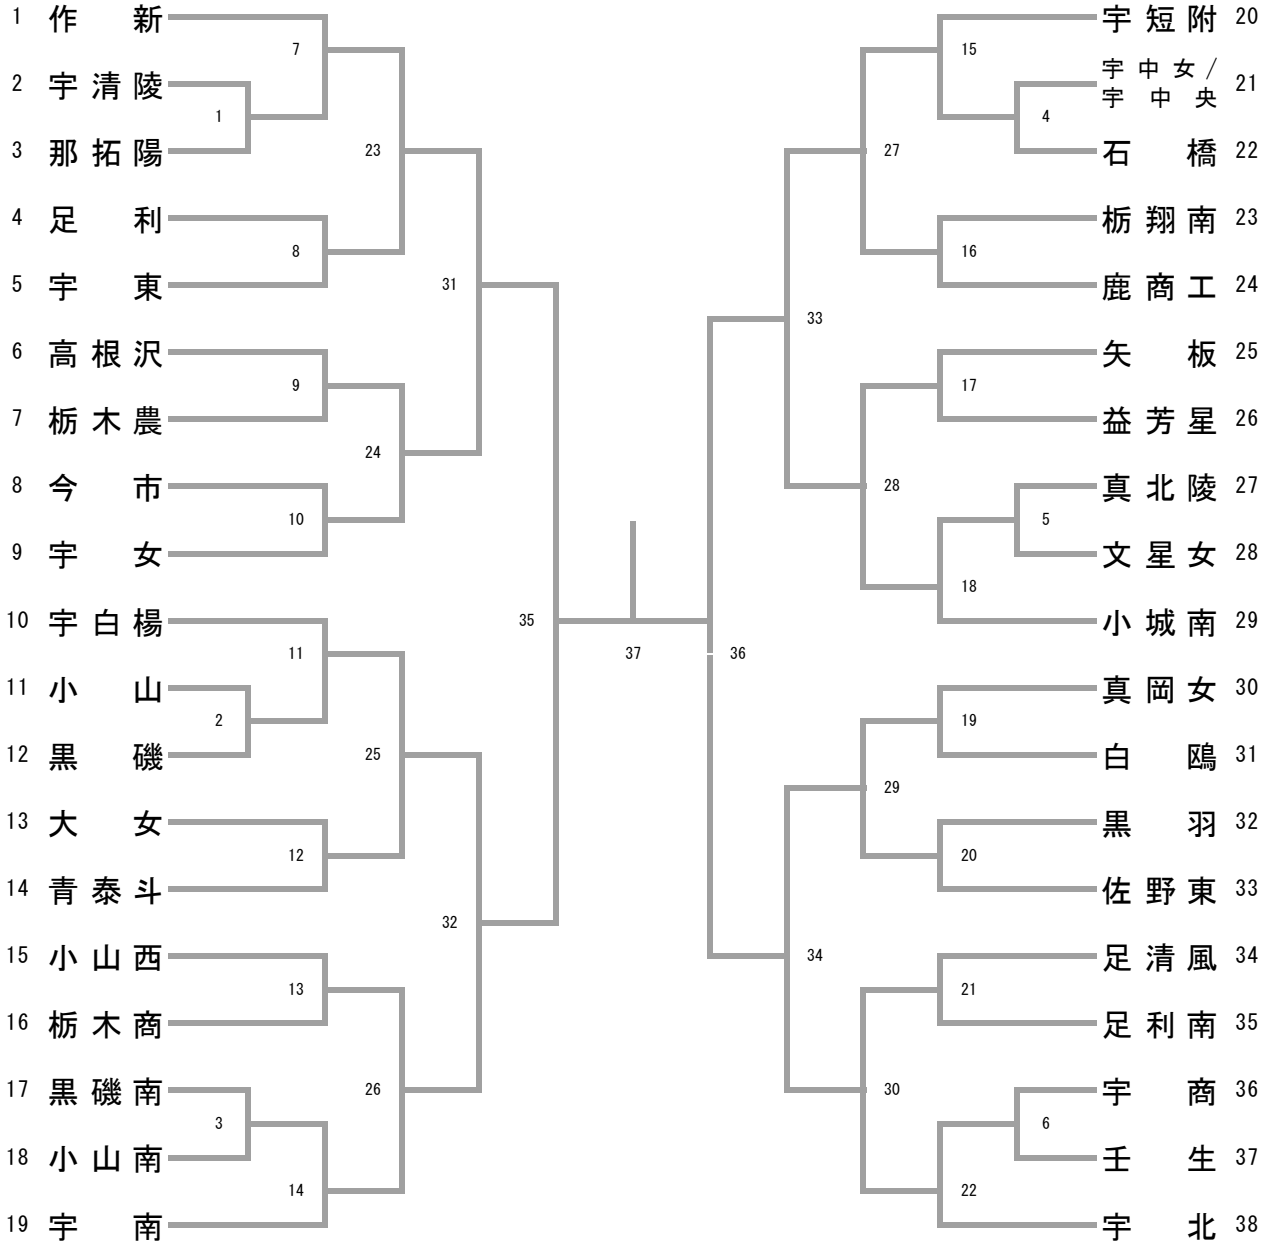 1 作新
2 宇清陵
3 那拓陽
4 足利
5 宇東
6 高根沢
7 栃木農
8 今市
9 宇女
10 宇白楊
11 小山
12 黒磯
13 大女
14 青泰斗
15 小山西
16 栃木商
17 黒磯南
18 小山南
19 宇南
7
1
23
8
31
9
24
10
35
11
2
25
12
32
13
26
3
14
37
36
15
4
27
16
33
17
28
5
18
19
29
20
34
21
30
6
22
宇短附 20
宇中女/
宇中央
21
石橋 22
栃翔南 23
鹿商工 24
矢板 25
益芳星 26
真北陵 27
文星女 28
小城南 29
真岡女 30
白鴎 31
黒羽 32
佐野東 33
足清風 34
足利南 35
宇商 36
壬生 37
宇北 38